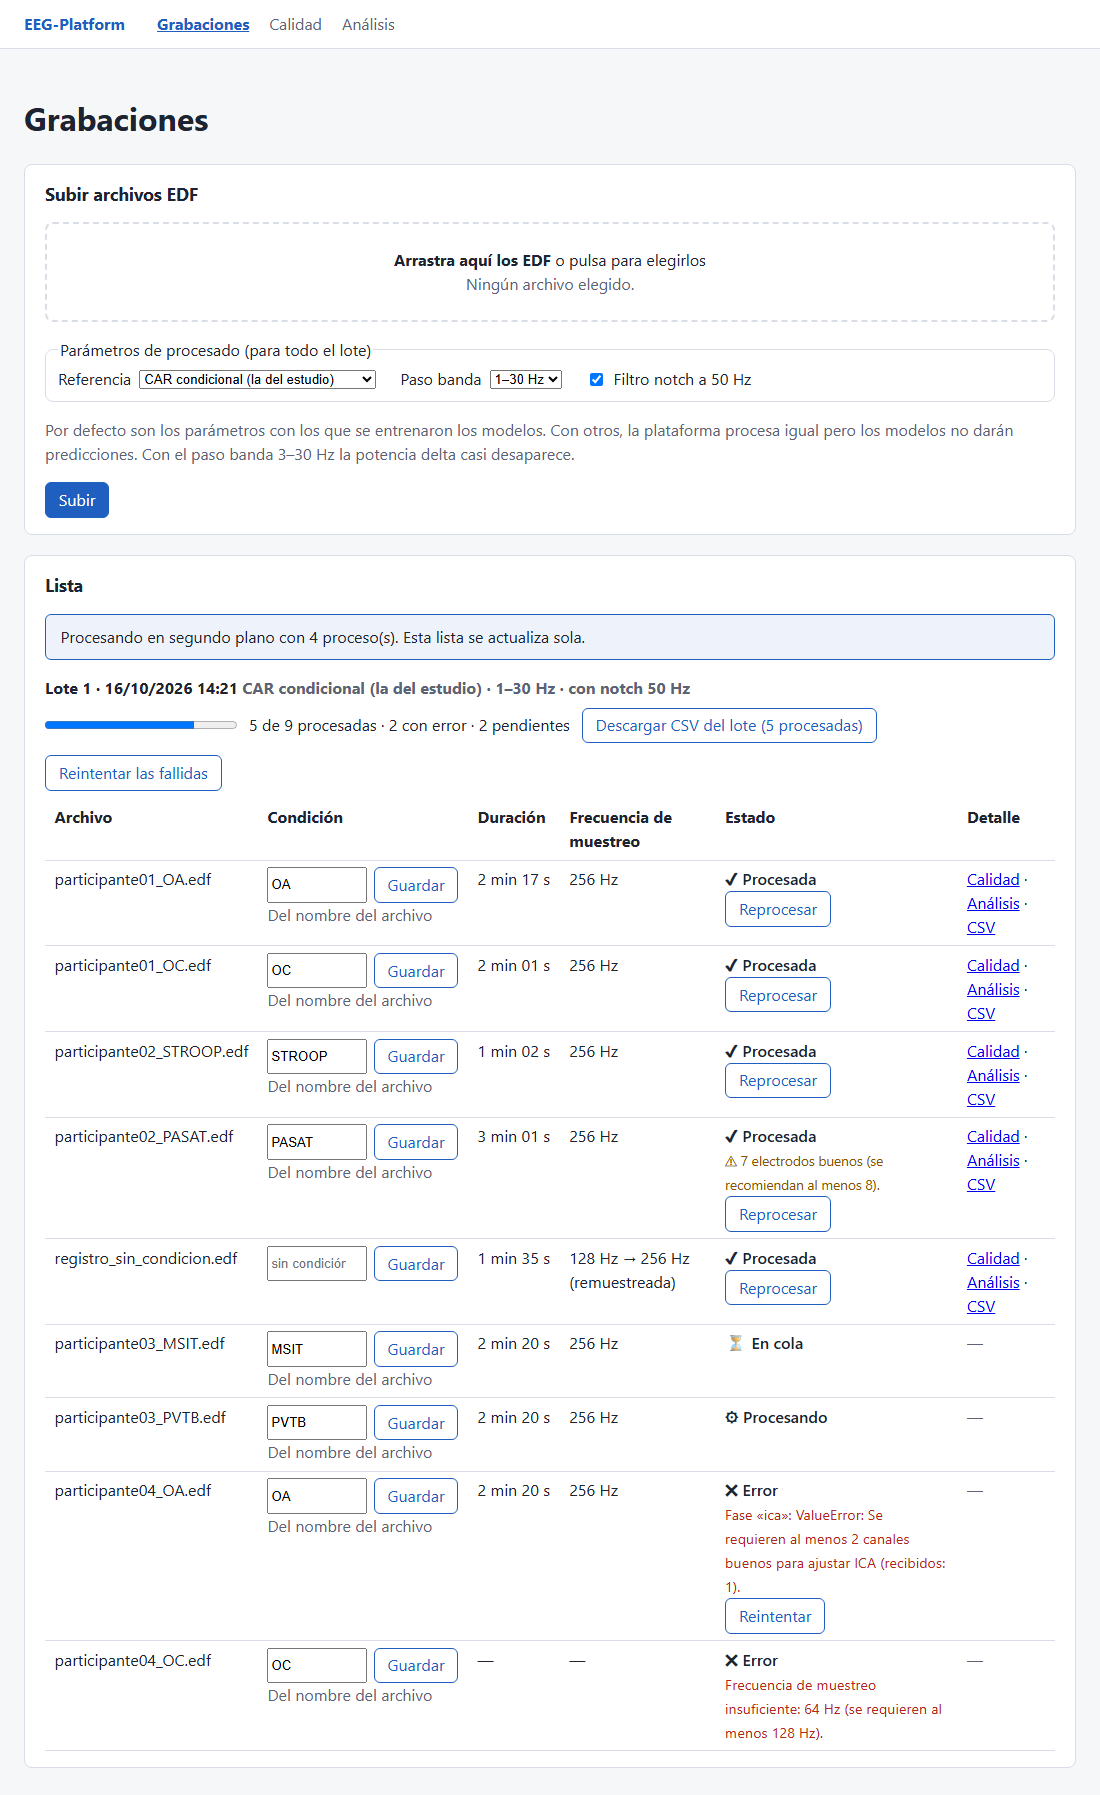 EEG-Platform Grabaciones Calidad Análisis
Grabaciones
Subir archivos EDF
Arrastra aquí los EDF o pulsa para elegirlos
Ningún archivo elegido.
Parámetros de procesado (para todo el lote)
Referencia CAR condicional (la del estudio) Paso banda 1–30 Hz Filtro notch a 50 Hz
Por defecto son los parámetros con los que se entrenaron los modelos. Con otros, la plataforma procesa igual pero los modelos no darán
predicciones. Con el paso banda 3–30 Hz la potencia delta casi desaparece.
Subir
Lista
Procesando en segundo plano con 4 proceso(s). Esta lista se actualiza sola.
Lote 1 · 16/10/2026 14:21 CAR condicional (la del estudio) · 1–30 Hz · con notch 50 Hz
5 de 9 procesadas · 2 con error · 2 pendientes Descargar CSV del lote (5 procesadas)
Reintentar las fallidas
Archivo Condición Duración Frecuencia de Estado Detalle
muestreo
participante01_OA.edf OA Guardar 2 min 17 s 256 Hz ✔ Procesada Calidad ·
Del nombre del archivo Reprocesar Análisis ·
CSV
participante01_OC.edf OC Guardar 2 min 01 s 256 Hz ✔ Procesada Calidad ·
Del nombre del archivo Reprocesar Análisis ·
CSV
participante02_STROOP.edf STROOP Guardar 1 min 02 s 256 Hz ✔ Procesada Calidad ·
Del nombre del archivo Reprocesar Análisis ·
CSV
participante02_PASAT.edf PASAT Guardar 3 min 01 s 256 Hz ✔ Procesada Calidad ·
Del nombre del archivo ⚠ 7 electrodos buenos (se Análisis ·
recomiendan al menos 8). CSV
Reprocesar
registro_sin_condicion.edf sin condiciór Guardar 1 min 35 s 128 Hz → 256 Hz ✔ Procesada Calidad ·
(remuestreada) Reprocesar Análisis ·
CSV
participante03_MSIT.edf MSIT Guardar 2 min 20 s 256 Hz ⏳ En cola —
Del nombre del archivo
participante03_PVTB.edf PVTB Guardar 2 min 20 s 256 Hz ⚙ Procesando —
Del nombre del archivo
participante04_OA.edf OA Guardar 2 min 20 s 256 Hz ✖ Error —
Del nombre del archivo Fase «ica»: ValueError: Se
requieren al menos 2 canales
buenos para ajustar ICA (recibidos:
1).
Reintentar
participante04_OC.edf OC Guardar — — ✖ Error —
Del nombre del archivo Frecuencia de muestreo
insuficiente: 64 Hz (se requieren al
menos 128 Hz).